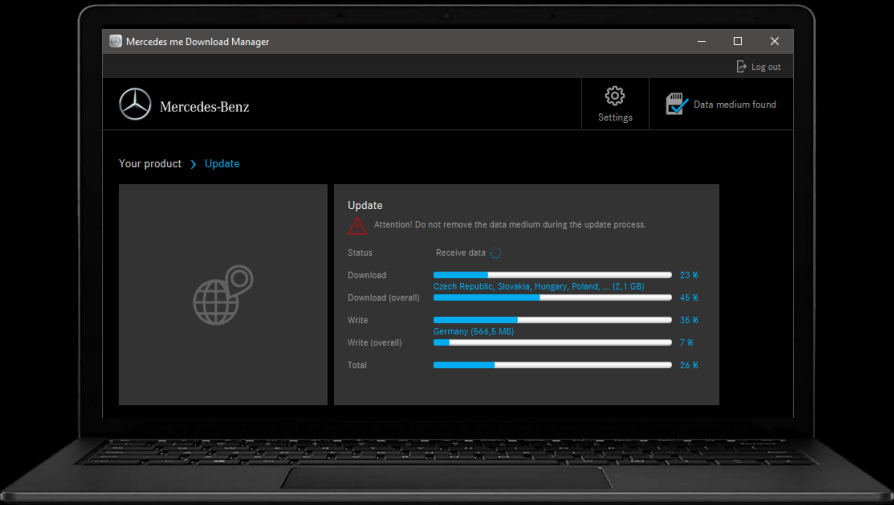 Mercedes me Download Manager
Log out
Mercedes-Benz
Settings
Data medium found
Your product > Update
Update
Attention! Do not remove the data medium during the update process.
Status Receive data
Download 23 %
Czech Republic, Slovakia, Hungary, Poland, ... (2,1 GB)
Download (overall) 45 %
Write 35 %
Germany (566,5 MB)
Write (overall) 7 %
Total 26 %